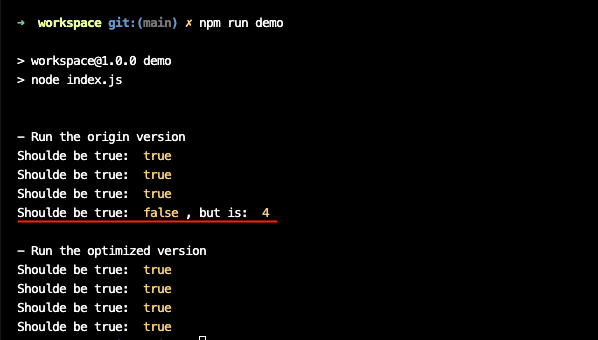 ➜  workspace git:(main) ✗ npm run demo
> workspace@1.0.0 demo
> node index.js
- Run the origin version
Shoulde be true:  true
Shoulde be true:  true
Shoulde be true:  true
Shoulde be true:  false , but is:  4
- Run the optimized version
Shoulde be true:  true
Shoulde be true:  true
Shoulde be true:  true
Shoulde be true:  true